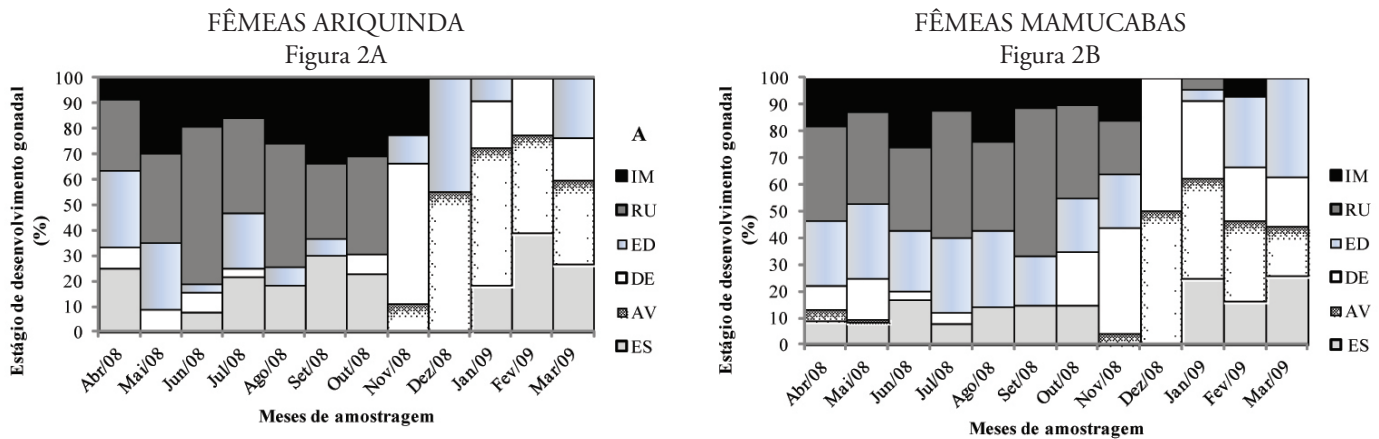 FÊMEAS ARIQUINDA
Figura 2A
Estágio de desenvolvimento gonadal
(%)
100
90
80
70
60
50
40
30
20
10
0
Abr/08
Mai/08
Jun/08
Jul/08
Ago/08
Set/08
Out/08
Nov/08
Dez/08
Jan/09
Fev/09
Mar/09
Meses de amostragem
A
IM
RU
ED
DE
AV
ES
FÊMEAS MAMUCABAS
Figura 2B
Estágio de desenvolvimento gonadal
(%)
100
90
80
70
60
50
40
30
20
10
0
Abr/08
Mai/08
Jun/08
Jul/08
Ago/08
Set/08
Out/08
Nov/08
Dez/08
Jan/09
Fev/09
Mar/09
Meses de amostragem
IM
RU
ED
DE
AV
ES